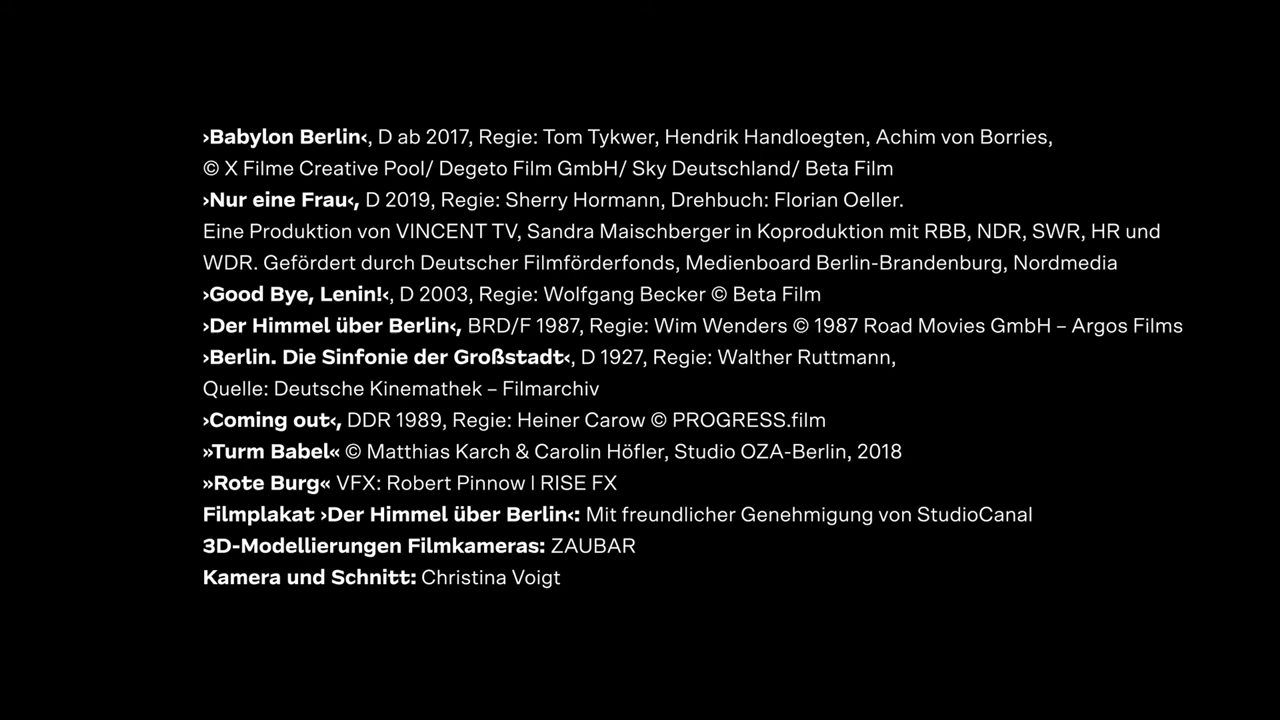 ›Babylon Berlin‹, D ab 2017, Regie: Tom Tykwer, Hendrik Handloegten, Achim von Borries,
© X Filme Creative Pool/ Degeto Film GmbH/ Sky Deutschland/ Beta Film
›Nur eine Frau‹, D 2019, Regie: Sherry Hormann, Drehbuch: Florian Oeller.
Eine Produktion von VINCENT TV, Sandra Maischberger in Koproduktion mit RBB, NDR, SWR, HR und
WDR. Gefördert durch Deutscher Filmförderfonds, Medienboard Berlin-Brandenburg, Nordmedia
›Good Bye, Lenin!‹, D 2003, Regie: Wolfgang Becker © Beta Film
›Der Himmel über Berlin‹, BRD/F 1987, Regie: Wim Wenders © 1987 Road Movies GmbH – Argos Films
›Berlin. Die Sinfonie der Großstadt‹, D 1927, Regie: Walther Ruttmann,
Quelle: Deutsche Kinemathek – Filmarchiv
›Coming out‹, DDR 1989, Regie: Heiner Carow © PROGRESS.film
»Turm Babel« © Matthias Karch & Carolin Höfler, Studio OZA-Berlin, 2018
»Rote Burg« VFX: Robert Pinnow | RISE FX
Filmplakat ›Der Himmel über Berlin‹: Mit freundlicher Genehmigung von StudioCanal
3D-Modellierungen Filmkameras: ZAUBAR
Kamera und Schnitt: Christina Voigt